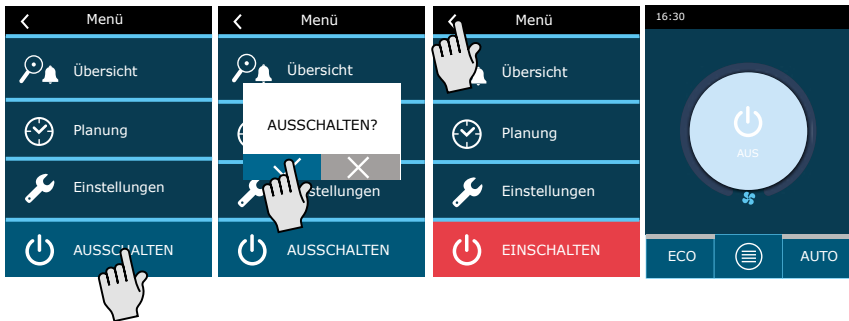 Menü
Übersicht
Planung
Einstellungen
AUSSCHALTEN
Menü
Übersicht
AUSSCHALTEN?
stellungen
AUSSCHALTEN
Menü
Übersicht
Planung
Einstellungen
EINSCHALTEN
16:30
AUS
ECO
AUTO